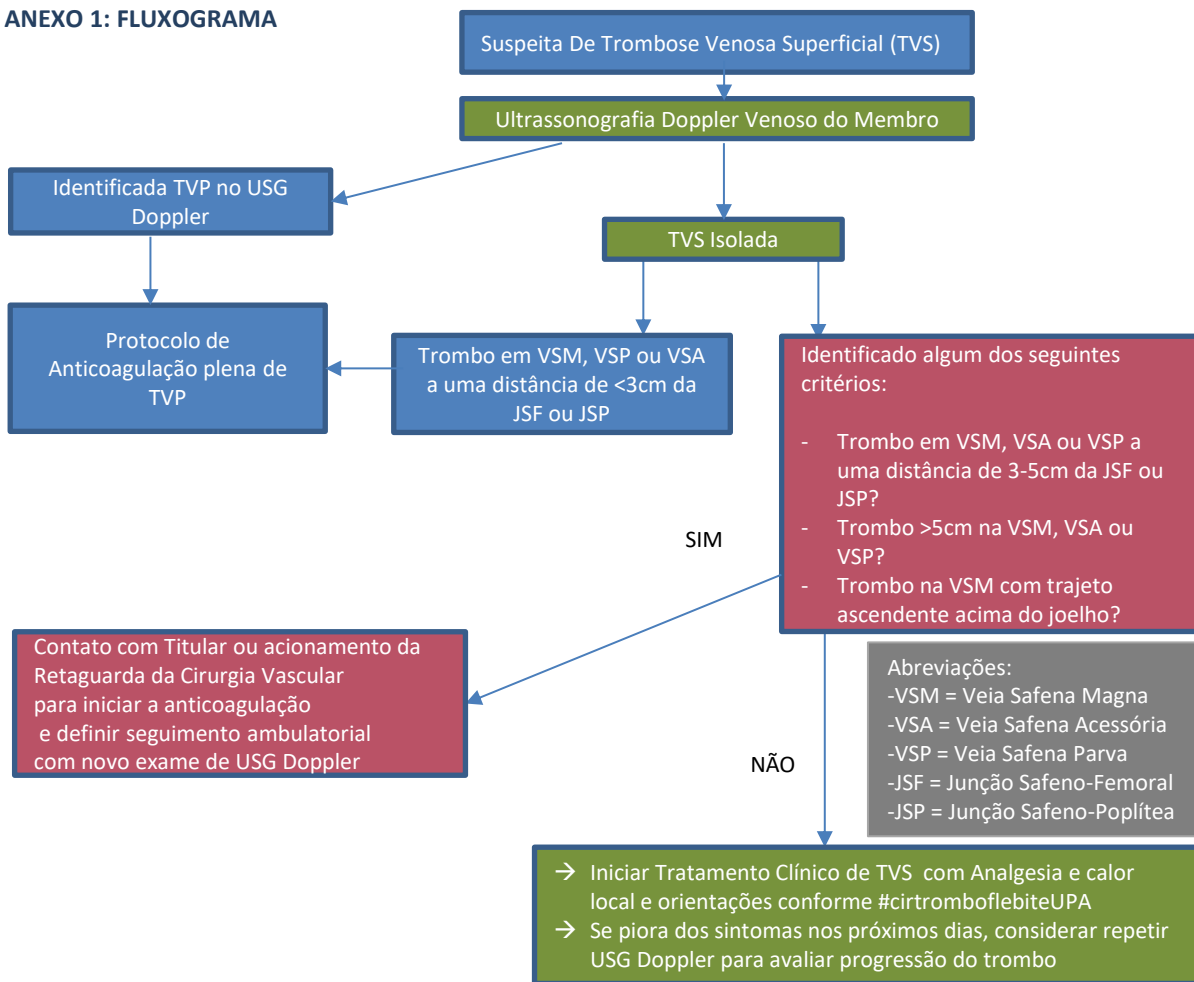 ANEXO 1: FLUXOGRAMA
Suspeita De Trombose Venosa Superficial (TVS)
Ultrassonografia Doppler Venoso do Membro
Identificada TVP no USG
Doppler
TVS Isolada
Protocolo de
Anticoagulação plena de
TVP
Trombo em VSM, VSP ou VSA
a uma distância de <3cm da
JSF ou JSP
Identificado algum dos seguintes
critérios:
- Trombo em VSM, VSA ou VSP a
uma distância de 3-5cm da JSF ou
JSP?
- Trombo >5cm na VSM, VSA ou
VSP?
- Trombo na VSM com trajeto
ascendente acima do joelho?
SIM
Contato com Titular ou acionamento da
Retaguarda da Cirurgia Vascular
para iniciar a anticoagulação
e definir seguimento ambulatorial
com novo exame de USG Doppler
Abreviações:
-VSM = Veia Safena Magna
-VSA = Veia Safena Acessória
-VSP = Veia Safena Parva
-JSF = Junção Safeno-Femoral
-JSP = Junção Safeno-Poplítea
NÃO
→ Iniciar Tratamento Clínico de TVS com Analgesia e calor
local e orientações conforme #cirtromboflebiteUPA
→ Se piora dos sintomas nos próximos dias, considerar repetir
USG Doppler para avaliar progressão do trombo